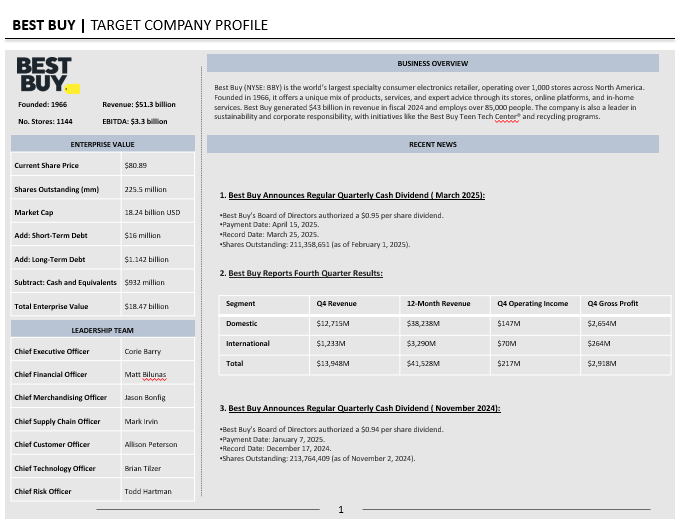 BEST BUY | TARGET COMPANY PROFILE
BEST
BUY
Founded: 1966 Revenue: $51.3 billion
No. Stores: 1144 EBITDA: $3.3 billion
ENTERPRISE VALUE
Current Share Price $80.89
Shares Outstanding (mm) 225.5 million
Market Cap 18.24 billion USD
Add: Short-Term Debt $16 million
Add: Long-Term Debt $1.142 billion
Subtract: Cash and Equivalents $932 million
Total Enterprise Value $18.47 billion
LEADERSHIP TEAM
Chief Executive Officer Corie Barry
Chief Financial Officer Matt Bilunas
Chief Merchandising Officer Jason Bonfig
Chief Supply Chain Officer Mark Irvin
Chief Customer Officer Allison Peterson
Chief Technology Officer Brian Tilzer
Chief Risk Officer Todd Hartman
BUSINESS OVERVIEW
Best Buy (NYSE: BBY) is the world's largest specialty consumer electronics retailer, operating over 1,000 stores across North America.
Founded in 1966, it offers a unique mix of products, services, and expert advice through its stores, online platforms, and in-home
services. Best Buy generated $43 billion in revenue in fiscal 2024 and employs over 85,000 people. The company is also a leader in
sustainability and corporate responsibility, with initiatives like the Best Buy Teen Tech Center® and recycling programs.
RECENT NEWS
1. Best Buy Announces Regular Quarterly Cash Dividend ( March 2025):
•Best Buy's Board of Directors authorized a $0.95 per share dividend.
•Payment Date: April 15, 2025.
•Record Date: March 25, 2025.
•Shares Outstanding: 211,358,651 (as of February 1, 2025).
2. Best Buy Reports Fourth Quarter Results:
Segment Q4 Revenue 12-Month Revenue Q4 Operating Income Q4 Gross Profit
Domestic $12,715M $38,238M $147M $2,654M
International $1,233M $3,290M $70M $264M
Total $13,948M $41,528M $217M $2,918M
3. Best Buy Announces Regular Quarterly Cash Dividend ( November 2024):
•Best Buy's Board of Directors authorized a $0.94 per share dividend.
•Payment Date: January 7, 2025.
•Record Date: December 17, 2024.
•Shares Outstanding: 213,764,409 (as of November 2, 2024).
1